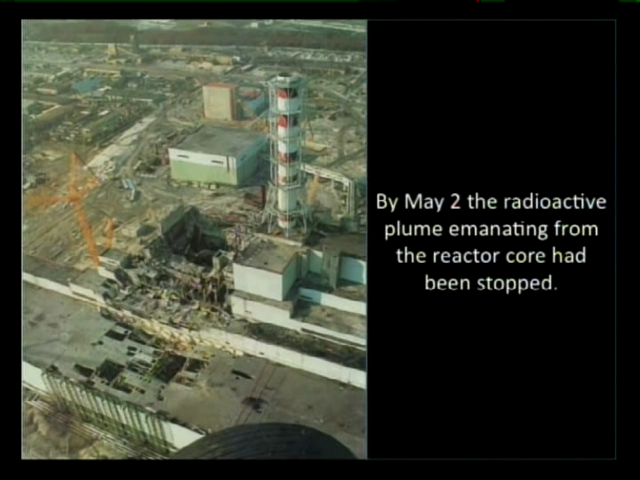 By May 2 the radioactive
plume emanating from
the reactor core had
been stopped.